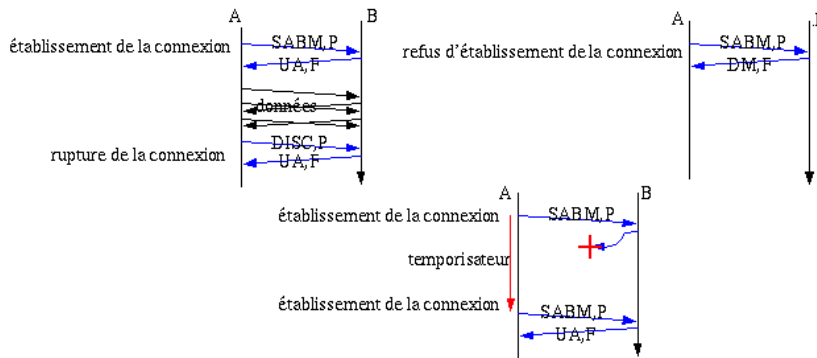 A B
établissement de la connexion SABM,P
UA,F
données
rupture de la connexion DISC,P
UA,F
A
refus d'établissement de la connexion SABM,P
DM,F
A B
établissement de la connexion SABM,P
temporisateur
établissement de la connexion SABM,P
UA,F